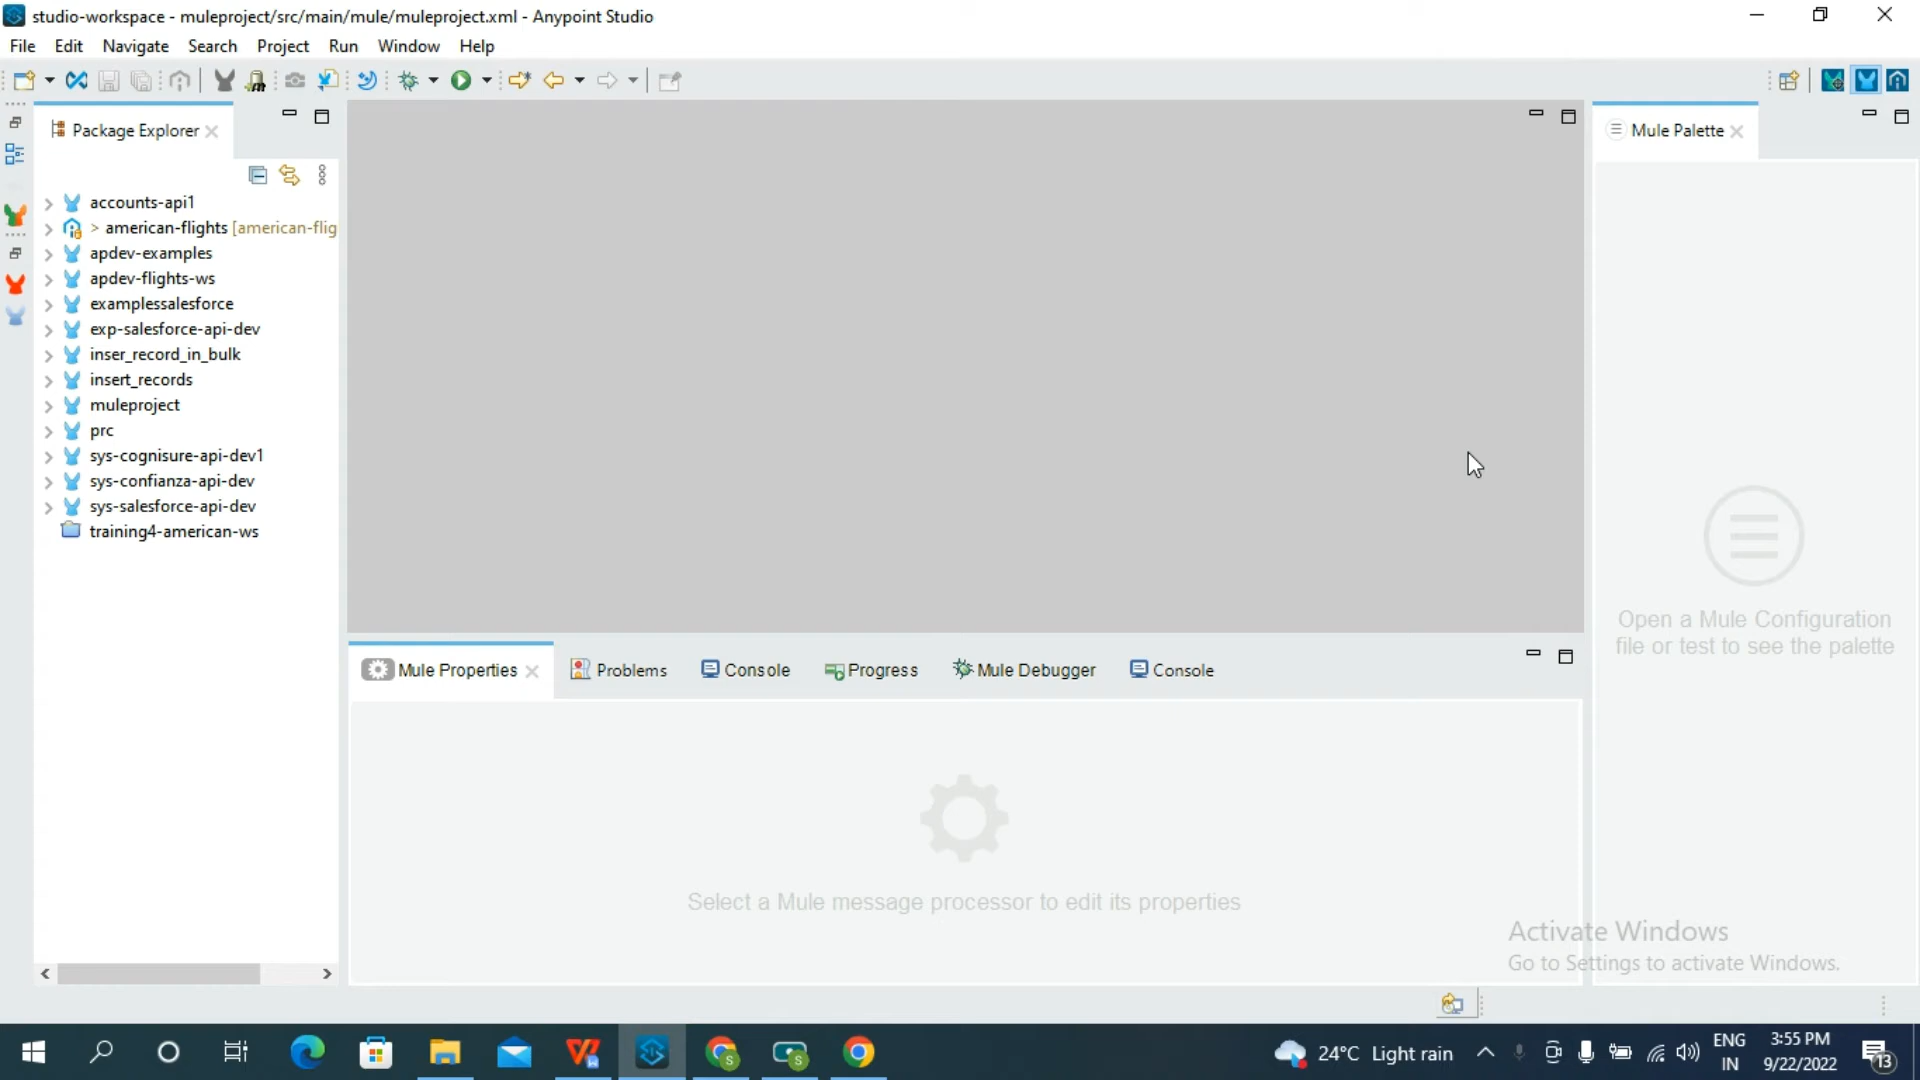 studio-workspace - muleproject/src/main/mule/muleproject.xml - Anypoint Studio
File Edit Navigate Search Project Run Window Help
Package Explorer
Mule Palette
accounts-api1
> american-flights [american-flig
apdev-examples
apdev-flights-ws
examplessalesforce
exp-salesforce-api-dev
inser_record_in_bulk
insert_records
muleproject
prc
sys-cognisure-api-dev1
sys-confianza-api-dev
sys-salesforce-api-dev
training4-american-ws
Open a Mule Configuration
file or test to see the palette
Mule Properties Problems Console Progress Mule Debugger Console
Select a Mule message processor to edit its properties
Activate Windows
Go to Settings to activate Windows.
24°C Light rain
ENG
IN
3:55 PM
9/22/2022
13